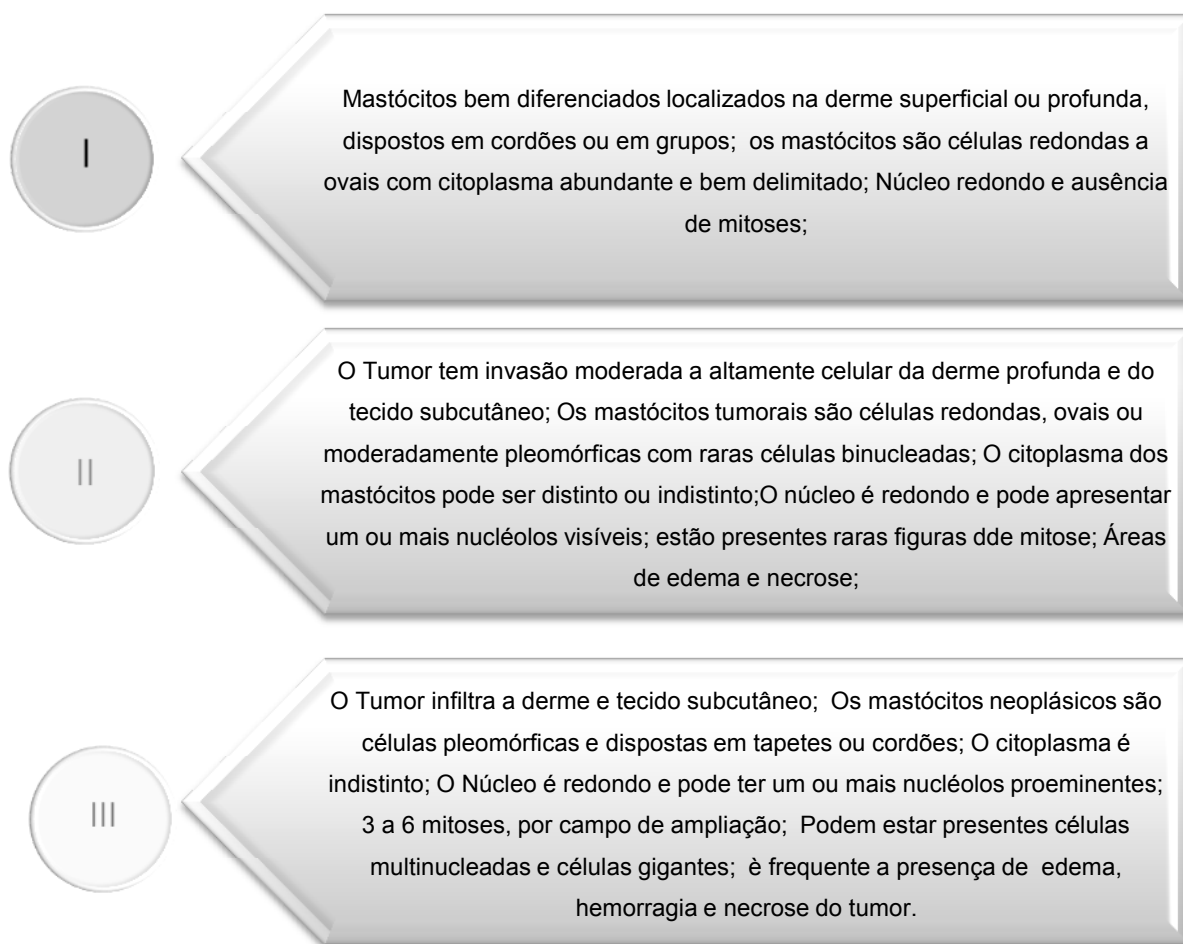 I
Mastócitos bem diferenciados localizados na derme superficial ou profunda,
dispostos em cordões ou em grupos; os mastócitos são células redondas a
ovais com citoplasma abundante e bem delimitado; Núcleo redondo e ausência
de mitoses;
II
O Tumor tem invasão moderada a altamente celular da derme profunda e do
tecido subcutâneo; Os mastócitos tumorais são células redondas, ovais ou
moderadamente pleomórficas com raras células binucleadas; O citoplasma dos
mastócitos pode ser distinto ou indistinto;O núcleo é redondo e pode apresentar
um ou mais nucléolos visíveis; estão presentes raras figuras dde mitose; Áreas
de edema e necrose;
III
O Tumor infiltra a derme e tecido subcutâneo; Os mastócitos neoplásicos são
células pleomórficas e dispostas em tapetes ou cordões; O citoplasma é
indistinto; O Núcleo é redondo e pode ter um ou mais nucléolos proeminentes;
3 a 6 mitoses, por campo de ampliação; Podem estar presentes células
multinucleadas e células gigantes; è frequente a presença de edema,
hemorragia e necrose do tumor.